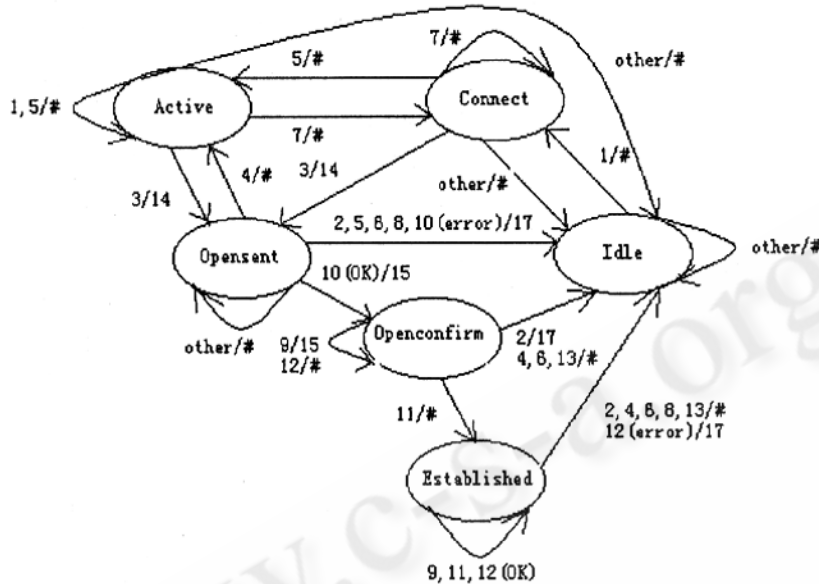 7/#
5/#
other/#
Active
Connect
1, 5/#
7/#
1/#
4/#
3/14
3/14
other/#
2, 5, 6, 8, 10(error)/17
Opensent
Idle
other/#
10(OK)/15
Openconfirm
9/15
12/#
other/#
2/17
4, 6, 13/#
11/#
2, 4, 6, 8, 13/#
12(error)/17
Established
9, 11, 12(OK)
www.c-s-a.org